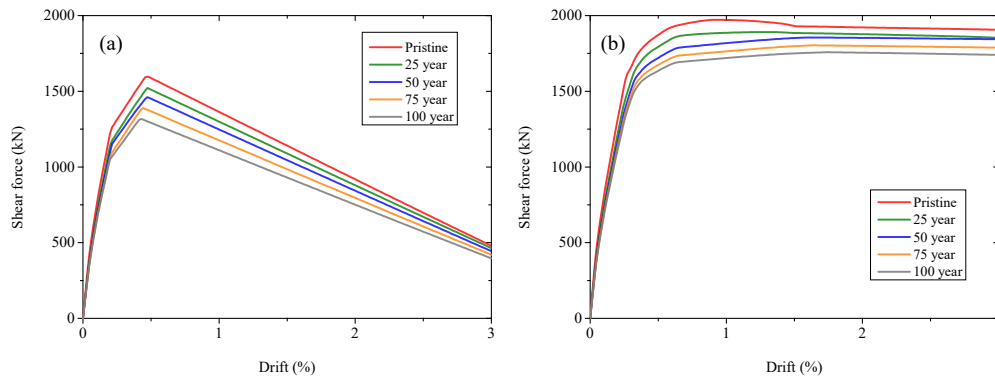 (a)
Pristine
25 year
50 year
75 year
100 year
2000
1500
1000
500
0
0
1
2
3
Shear force (kN)
Drift (%)
(b)
Pristine
25 year
50 year
75 year
100 year
2000
1500
1000
500
0
0
1
2
Shear force (kN)
Drift (%)